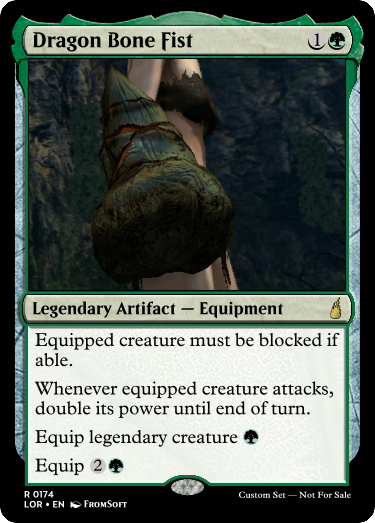 Dragon Bone Fist 1
Legendary Artifact — Equipment
Equipped creature must be blocked if
able.
Whenever equipped creature attacks,
double its power until end of turn.
Equip legendary creature
Equip 2
R 0174
LOR • EN FROMSOFT
Custom Set — Not For Sale